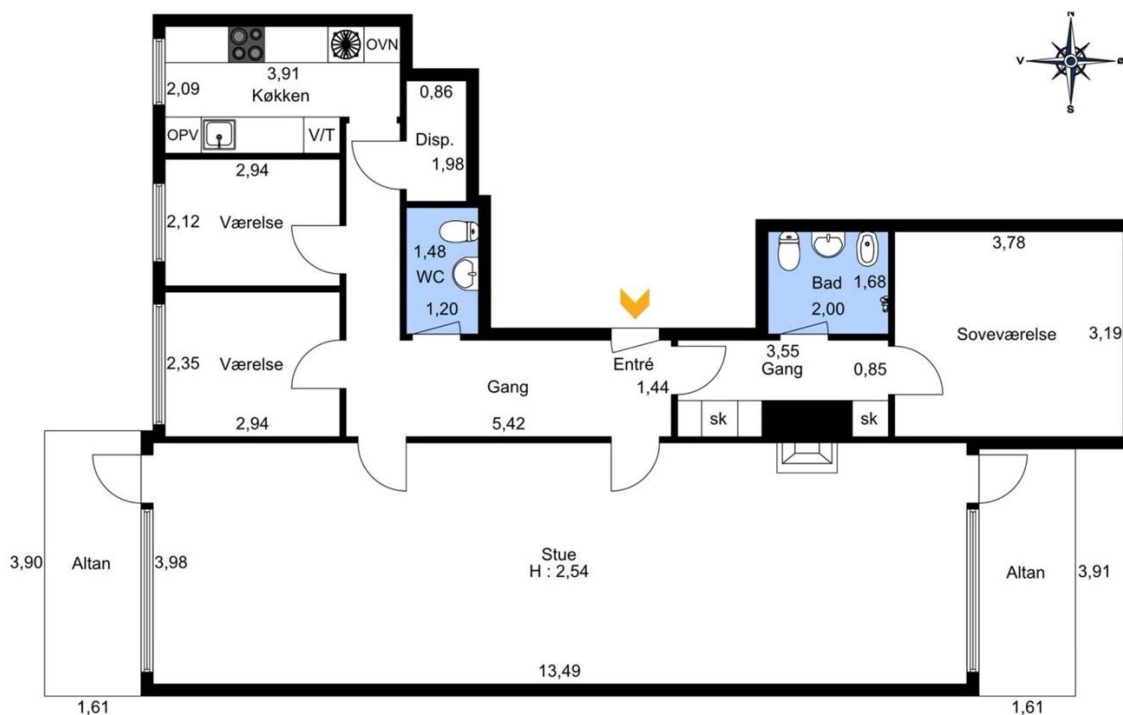 N
V
Ø
S
OVN
3,91
2,09
Køkken
OPV
V/T
0,86
Disp.
1,98
2,94
2,12
Værelse
1,48
WC
1,20
2,35
Værelse
2,94
Gang
5,42
Entré
1,44
Bad
1,68
2,00
3,55
Gang
0,85
sk
sk
3,78
Soveværelse
3,19
3,90
Altan
1,61
3,98
Stue
H : 2,54
13,49
Altan
3,91
1,61